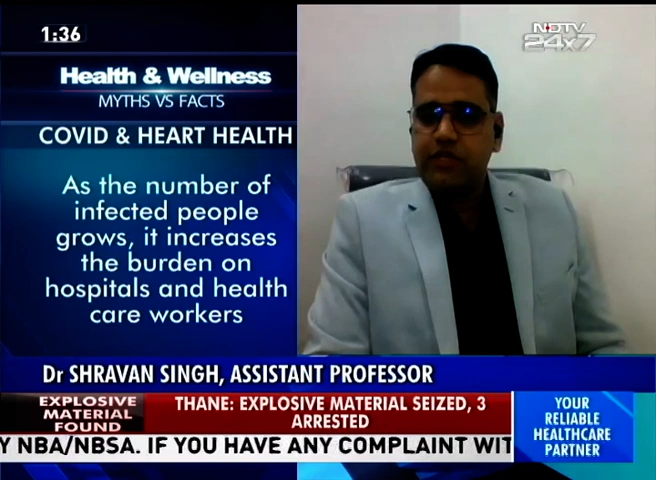 1:36
NDTV
24x7
Health & Wellness
MYTHS VS FACTS
COVID & HEART HEALTH
As the number of
infected people
grows, it increases
the burden on
hospitals and health
care workers
Dr SHRAVAN SINGH, ASSISTANT PROFESSOR
EXPLOSIVE
MATERIAL
FOUND
THANE: EXPLOSIVE MATERIAL SEIZED, 3
ARRESTED
YOUR
RELIABLE
HEALTHCARE
PARTNER
Y NBA/NBSA. IF YOU HAVE ANY COMPLAINT WIT